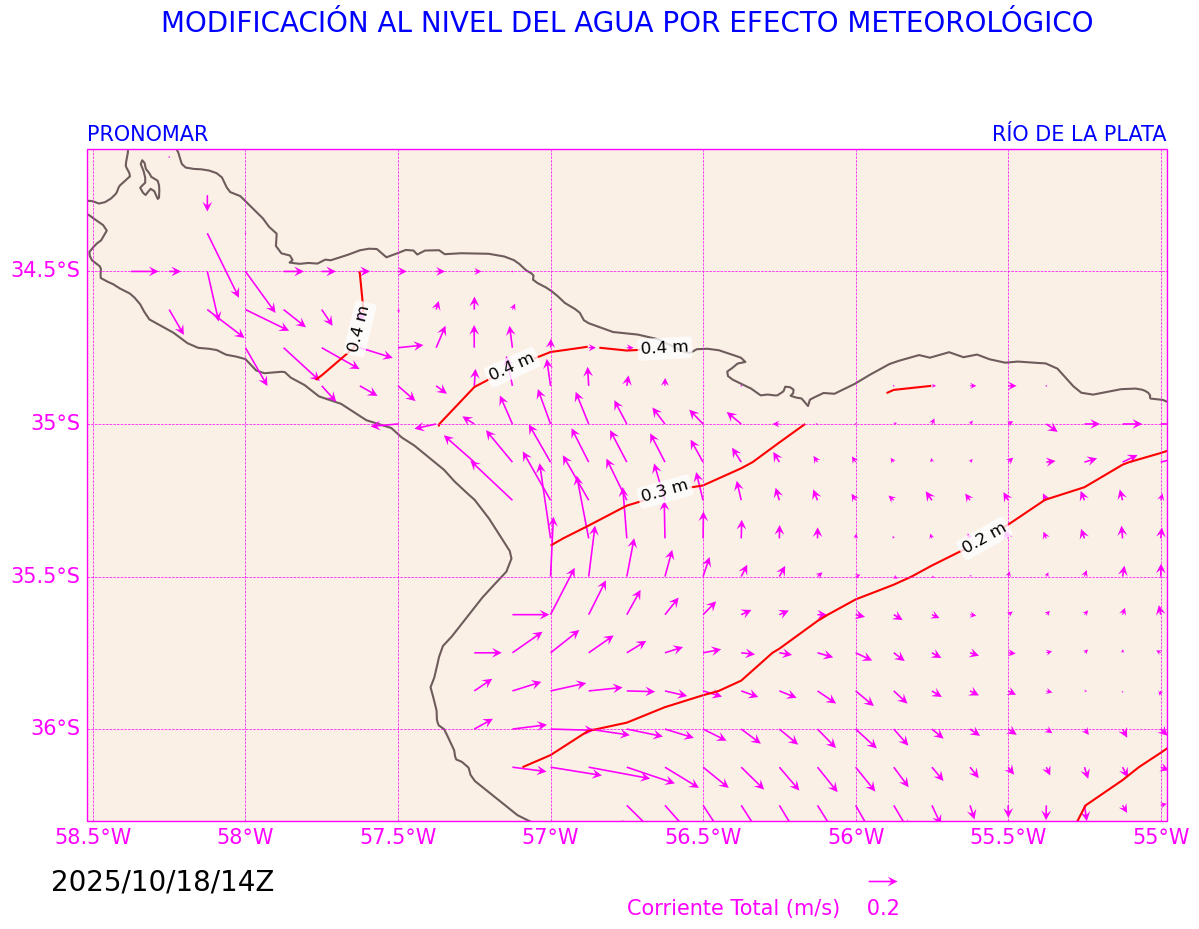 MODIFICACIÓN AL NIVEL DEL AGUA POR EFECTO METEOROLÓGICO
PRONOMAR
RÍO DE LA PLATA
34.5°S
0.4 m
0.4 m
0.4 m
35°S
0.3 m
0.2 m
35.5°S
36°S
58.5°W 58°W 57.5°W 57°W 56.5°W 56°W 55.5°W 55°W
2025/10/18/14Z
Corriente Total (m/s) 0.2